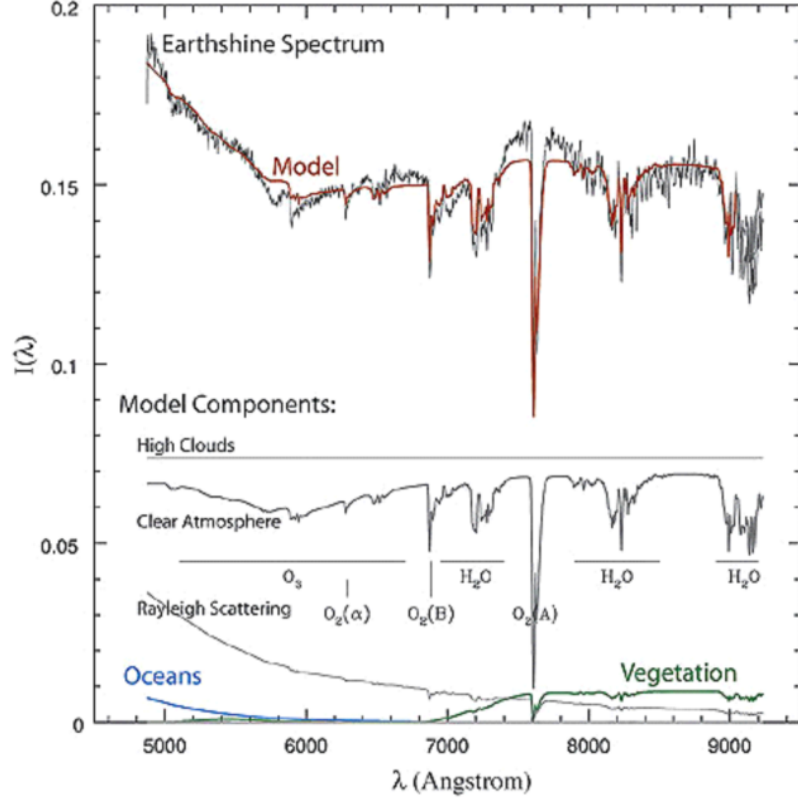 0.2
Earthshine Spectrum
Model
0.15
I(λ)
0.1
Model Components:
High Clouds
Clear Atmosphere
0.05
O₃
H₂O
H₂O
H₂O
Rayleigh Scattering
O₂(α)
O₂(B)
O₂(A)
Oceans
Vegetation
0
5000 6000 7000 8000 9000
λ (Angstrom)